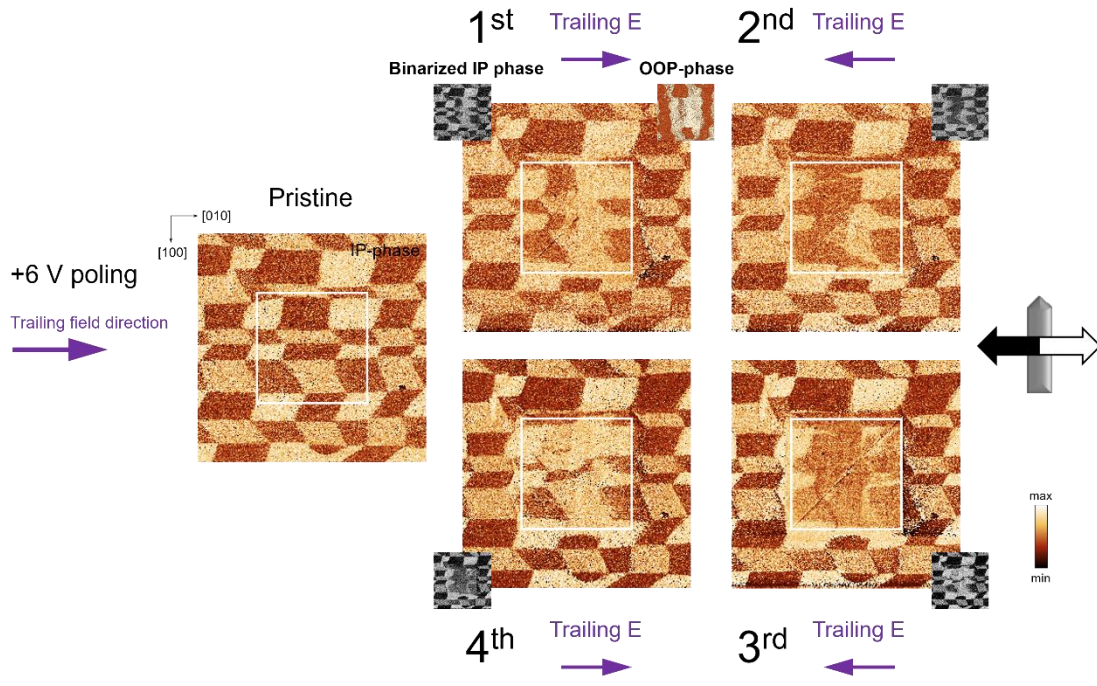 1st
Trailing E
2nd
Trailing E
Binarized IP phase
OOP-phase
Pristine
[010]
[100]
IP-phase
+6 V poling
Trailing field direction
max
min
4th
Trailing E
3rd
Trailing E